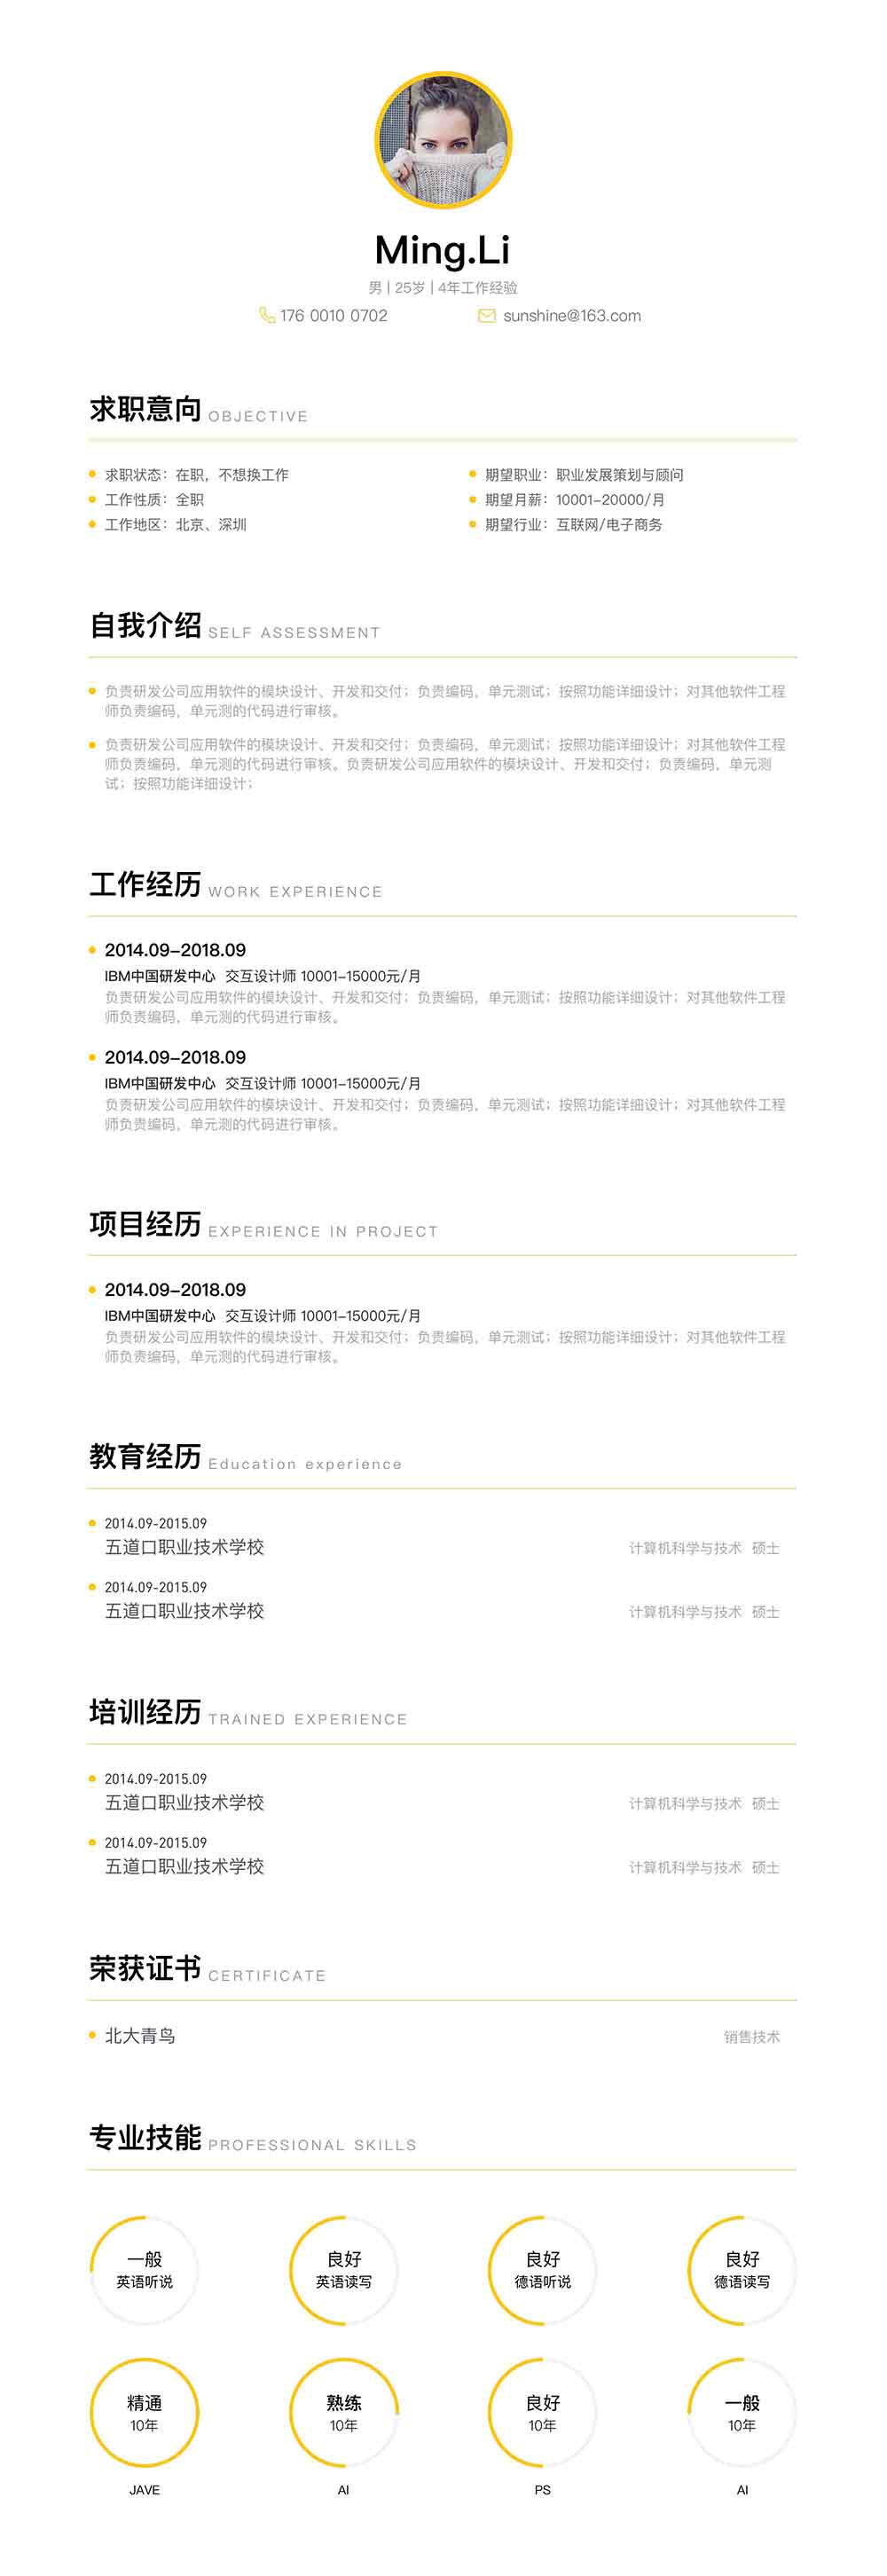 Ming.Li
男 | 25岁 | 4年工作经验
176 0010 0702 sunshine@163.com
求职意向 OBJECTIVE
求职状态：在职，不想换工作 期望职业：职业发展策划与顾问
工作性质：全职 期望月薪：10001-20000/月
工作地区：北京、深圳 期望行业：互联网/电子商务
自我介绍 SELF ASSESSMENT
负责研发公司应用软件的模块设计、开发和交付；负责编码，单元测试；按照功能详细设计；对其他软件工程
师负责编码，单元测的代码进行审核。
负责研发公司应用软件的模块设计、开发和交付；负责编码，单元测试；按照功能详细设计；对其他软件工程
师负责编码，单元测的代码进行审核。负责研发公司应用软件的模块设计、开发和交付；负责编码，单元测
试；按照功能详细设计；
工作经历 WORK EXPERIENCE
2014.09-2018.09
IBM中国研发中心 交互设计师 10001-15000元/月
负责研发公司应用软件的模块设计、开发和交付；负责编码，单元测试；按照功能详细设计；对其他软件工程
师负责编码，单元测的代码进行审核。
2014.09-2018.09
IBM中国研发中心 交互设计师 10001-15000元/月
负责研发公司应用软件的模块设计、开发和交付；负责编码，单元测试；按照功能详细设计；对其他软件工程
师负责编码，单元测的代码进行审核。
项目经历 EXPERIENCE IN PROJECT
2014.09-2018.09
IBM中国研发中心 交互设计师 10001-15000元/月
负责研发公司应用软件的模块设计、开发和交付；负责编码，单元测试；按照功能详细设计；对其他软件工程
师负责编码，单元测的代码进行审核。
教育经历 Education experience
2014.09-2015.09
五道口职业技术学校 计算机科学与技术 硕士
2014.09-2015.09
五道口职业技术学校 计算机科学与技术 硕士
培训经历 TRAINED EXPERIENCE
2014.09-2015.09
五道口职业技术学校 计算机科学与技术 硕士
2014.09-2015.09
五道口职业技术学校 计算机科学与技术 硕士
荣获证书 CERTIFICATE
北大青鸟 销售技术
专业技能 PROFESSIONAL SKILLS
一般 良好 良好 良好
英语听说 英语读写 德语听说 德语读写
精通 熟练 良好 一般
10年 10年 10年 10年
JAVE AI PS AI